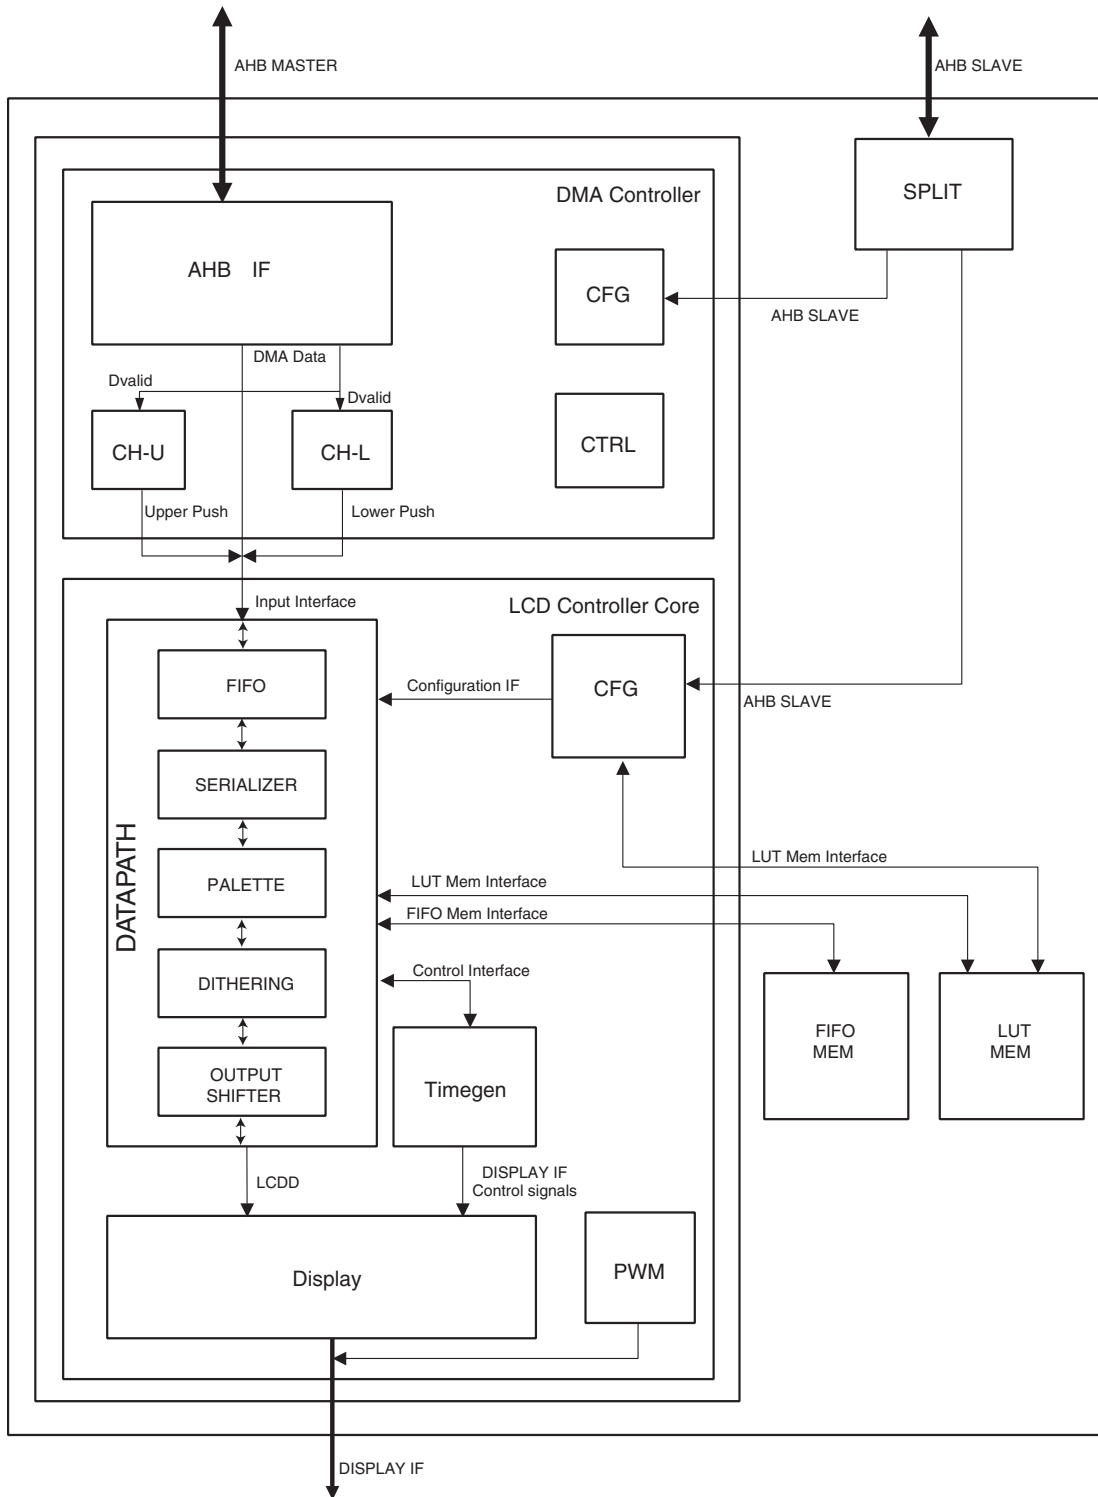 AHB MASTER
AHB SLAVE
DMA Controller
SPLIT
AHB IF
CFG
AHB SLAVE
DMA Data
Dvalid
Dvalid
CH-U
CH-L
CTRL
Upper Push
Lower Push
Input Interface
LCD Controller Core
FIFO
Configuration IF
CFG
AHB SLAVE
SERIALIZER
DATAPATH
LUT Mem Interface
PALETTE
LUT Mem Interface
FIFO Mem Interface
DITHERING
Control Interface
FIFO
MEM
LUT
MEM
OUTPUT
SHIFTER
Timegen
LCDD
DISPLAY IF
Control signals
Display
PWM
DISPLAY IF